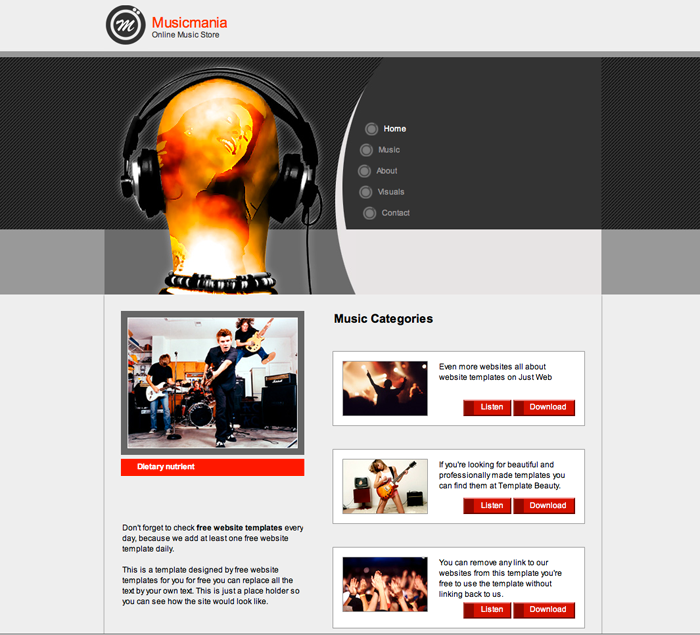 M
Musicmania
Online Music Store
Home
Music
About
Visuals
Contact
Music Categories
Even more websites all about
website templates on Just Web
Listen
Download
Dietary nutrient
If you're looking for beautiful and
professionally made templates you
can find them at Template Beauty.
Listen
Download
Don't forget to check free website templates every
day, because we add at least one free website
template daily.
This is a template designed by free website
templates for you for free you can replace all the
text by your own text. This is just a place holder so
you can see how the site would look like.
You can remove any link to our
websites from this template you're
free to use the template without
linking back to us.
Listen
Download